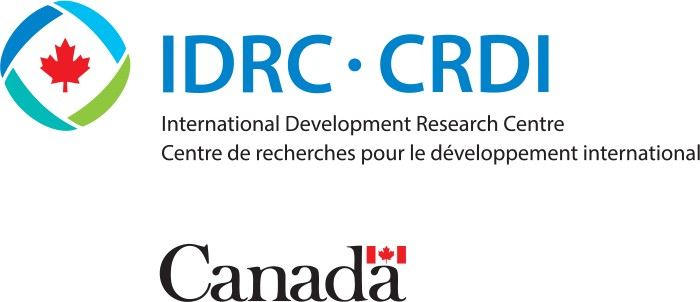 IDRC · CRDI
International Development Research Centre
Centre de recherches pour le développement international
Canada